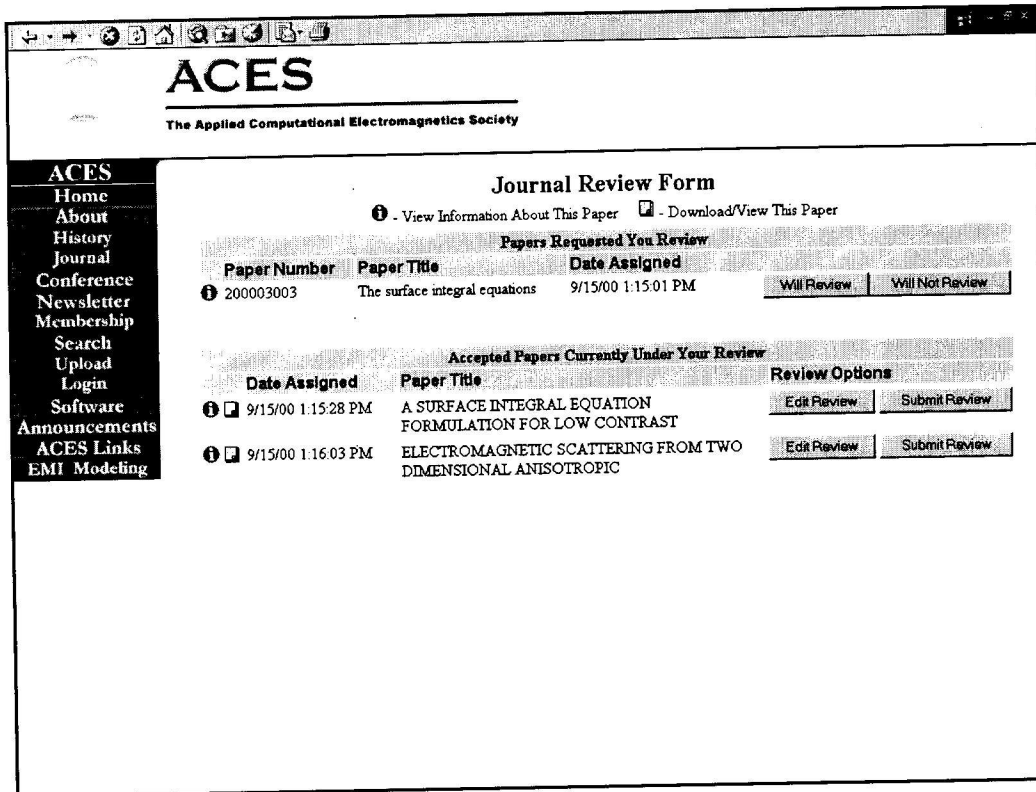 ACES
The Applied Computational Electromagnetics Society
ACES
Home
About
History
Journal
Conference
Newsletter
Membership
Search
Upload
Login
Software
Announcements
ACES Links
EMI Modeling
Journal Review Form
- View Information About This Paper - Download/View This Paper
Papers Requested You Review
Paper Number Paper Title Date Assigned
200003003 The surface integral equations 9/15/00 1:15:01 PM Will Review Will Not Review
Accepted Papers Currently Under Your Review
Date Assigned Paper Title Review Options
9/15/00 1:15:28 PM A SURFACE INTEGRAL EQUATION Edit Review Submit Review
FORMULATION FOR LOW CONTRAST
9/15/00 1:16:03 PM ELECTROMAGNETIC SCATTERING FROM TWO Edit Review Submit Review
DIMENSIONAL ANISOTROPIC